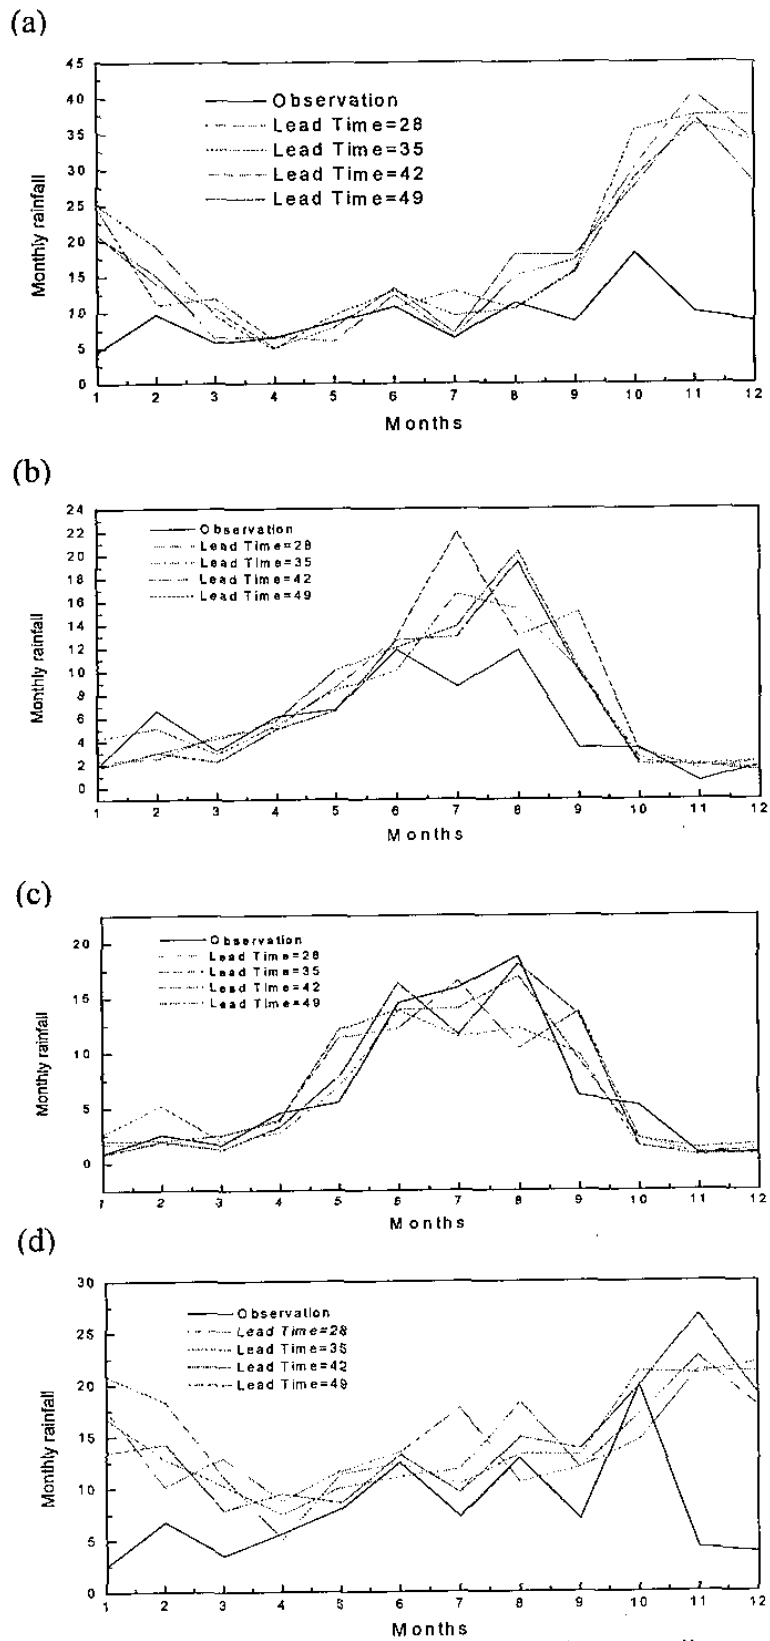 (a)
45
40
35
30
25
20
15
10
5
0
Monthly rainfall
Observation
Lead Time=28
Lead Time=35
Lead Time=42
Lead Time=49
1 2 3 4 5 6 7 8 9 10 11 12
Months
(b)
24
22
20
18
16
14
12
10
8
6
4
2
0
Monthly rainfall
Observation
Lead Time=28
Lead Time=35
Lead Time=42
Lead Time=49
1 2 3 4 5 6 7 8 9 10 11 12
Months
(c)
20
15
10
5
0
Monthly rainfall
Observation
Lead Time=28
Lead Time=35
Lead Time=42
Lead Time=49
1 2 3 4 5 6 7 8 9 10 11 12
Months
(d)
30
25
20
15
10
5
0
Monthly rainfall
Observation
Lead Time=28
Lead Time=35
Lead Time=42
Lead Time=49
1 2 3 4 5 6 7 8 9 10 11 12
Months